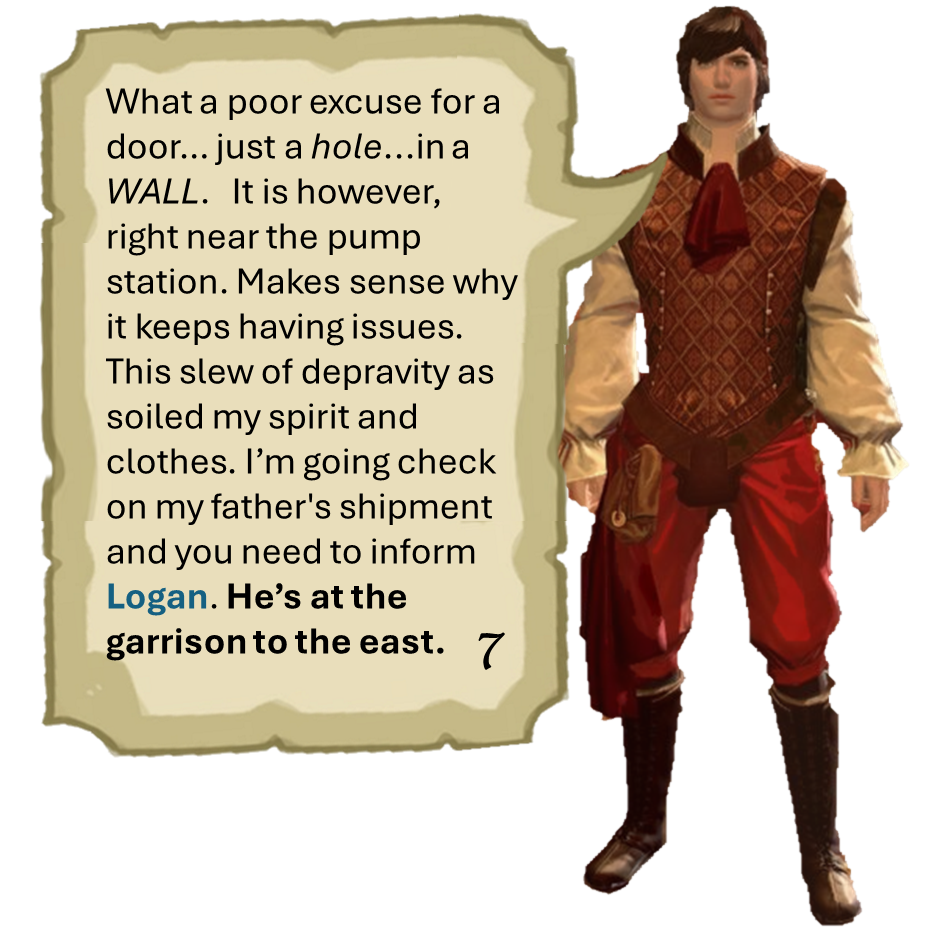 What a poor excuse for a
door... just a hole...in a
WALL. It is however,
right near the pump
station. Makes sense why
it keeps having issues.
This slew of depravity as
soiled my spirit and
clothes. I’m going check
on my father's shipment
and you need to inform
Logan. He’s at the
garrison to the east. 7